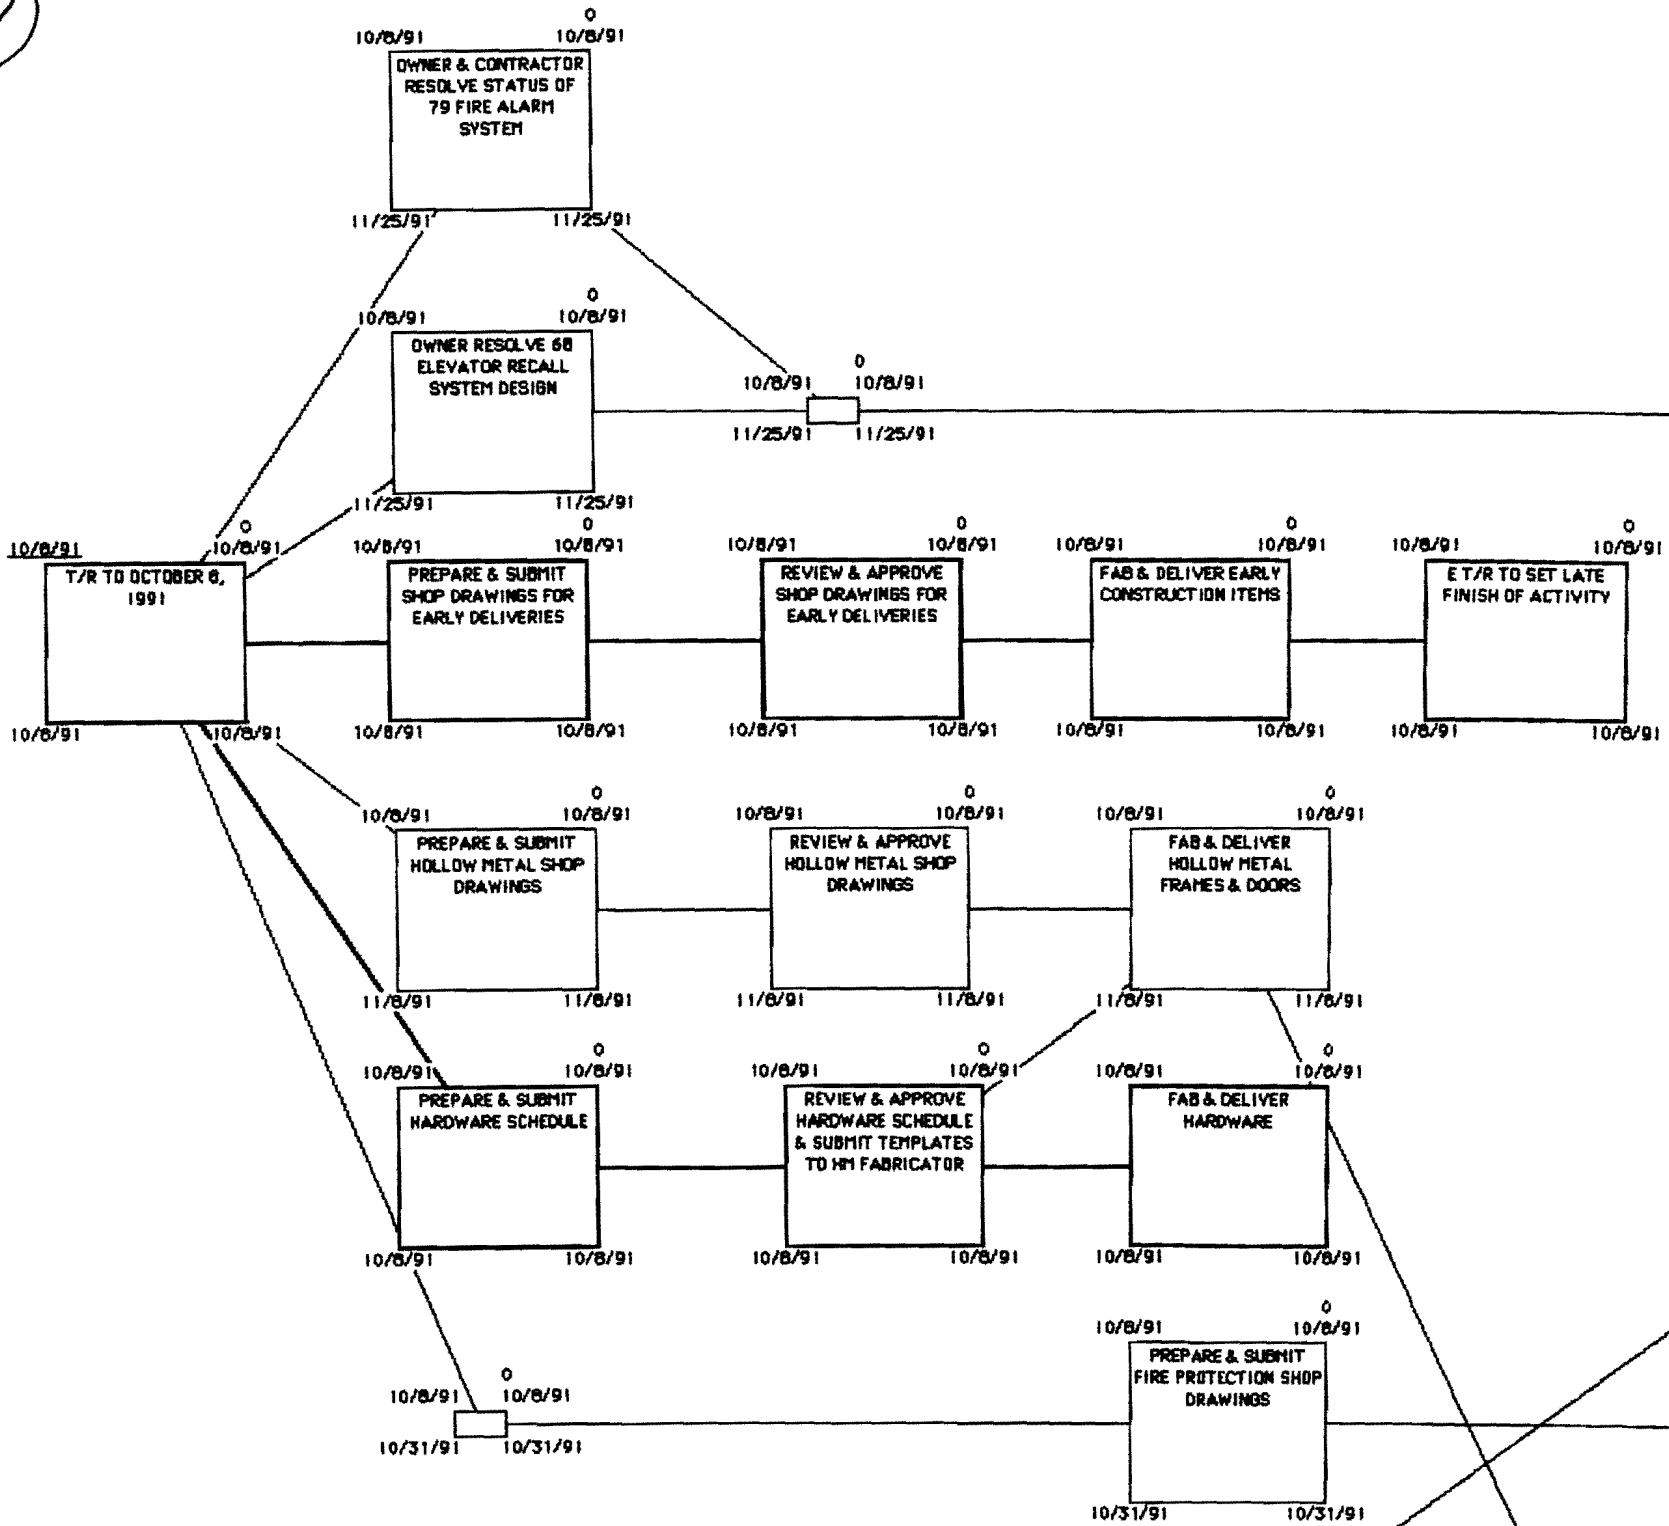 0
10/8/91 10/8/91
OWNER & CONTRACTOR
RESOLVE STATUS OF
79 FIRE ALARM
SYSTEM
11/25/91 11/25/91
0
10/8/91 10/8/91
OWNER RESOLVE 68
ELEVATOR RECALL
SYSTEM DESIGN
11/25/91 11/25/91
0
10/8/91 10/8/91
11/25/91 11/25/91
0
10/8/91 10/8/91
T/R TO OCTOBER 8,
1991
10/8/91 10/8/91
0
10/8/91 10/8/91
PREPARE & SUBMIT
SHOP DRAWINGS FOR
EARLY DELIVERIES
10/8/91 10/8/91
0
10/8/91 10/8/91
REVIEW & APPROVE
SHOP DRAWINGS FOR
EARLY DELIVERIES
10/8/91 10/8/91
0
10/8/91 10/8/91
FAB & DELIVER EARLY
CONSTRUCTION ITEMS
10/8/91 10/8/91
0
10/8/91 10/8/91
E T/R TO SET LATE
FINISH OF ACTIVITY
10/8/91 10/8/91
0
10/8/91 10/8/91
PREPARE & SUBMIT
HOLLOW METAL SHOP
DRAWINGS
11/8/91 11/8/91
0
10/8/91 10/8/91
REVIEW & APPROVE
HOLLOW METAL SHOP
DRAWINGS
11/8/91 11/8/91
0
10/8/91 10/8/91
FAB & DELIVER
HOLLOW METAL
FRAMES & DOORS
11/8/91 11/8/91
0
10/8/91 10/8/91
PREPARE & SUBMIT
HARDWARE SCHEDULE
10/8/91 10/8/91
0
10/8/91 10/8/91
REVIEW & APPROVE
HARDWARE SCHEDULE
& SUBMIT TEMPLATES
TO HM FABRICATOR
10/8/91 10/8/91
0
10/8/91 10/8/91
FAB & DELIVER
HARDWARE
10/8/91 10/8/91
0
10/8/91 10/8/91
10/31/91 10/31/91
0
10/8/91 10/8/91
PREPARE & SUBMIT
FIRE PROTECTION SHOP
DRAWINGS
10/31/91 10/31/91